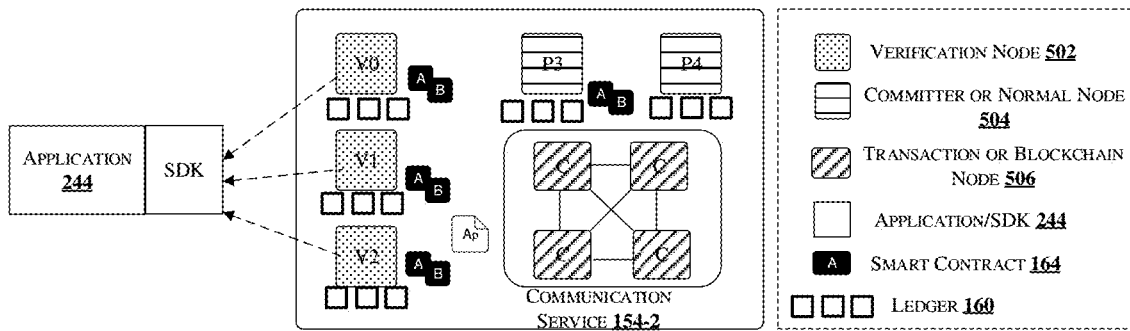 V0
A
B
P3
A
B
P4
APPLICATION
244
SDK
V1
A
B
V2
A
B
AP
C
C
C
C
COMMUNICATION
SERVICE 154-2
VERIFICATION NODE 502
COMMITTER OR NORMAL NODE
504
TRANSACTION OR BLOCKCHAIN
NODE 506
APPLICATION/SDK 244
A
SMART CONTRACT 164
LEDGER 160